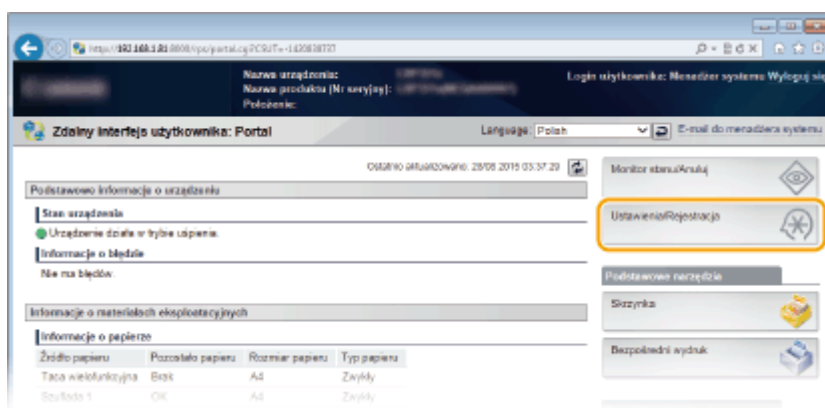 Nazwa urządzenia:
Nazwa produktu (Nr seryjny):
Położenie:
Login użytkownika: Menedżer systemu Wyloguj się
Zdalny interfejs użytkownika: Portal
Language: Polish
E-mail do menadżera systemu
Ostatnio aktualizowano: 28/08 2015 03:37:29
Podstawowe informacje o urządzeniu
Stan urządzenia
Urządzenie działa w trybie uśpienia.
Informacje o błędzie
Nie ma błędów.
Informacje o materiałach eksploatacyjnych
Informacje o papierze
Źródło papieru Pozostało papieru Rozmiar papieru Typ papieru
Taca wielofunkcyjna Brak A4 Zwykły
Szuflada 1 OK A4 Zwykły
Monitor stanu/Anuluj
Ustawienia/Rejestracja
Podstawowe narzędzia
Skrzynka
Bezpośredni wydruk